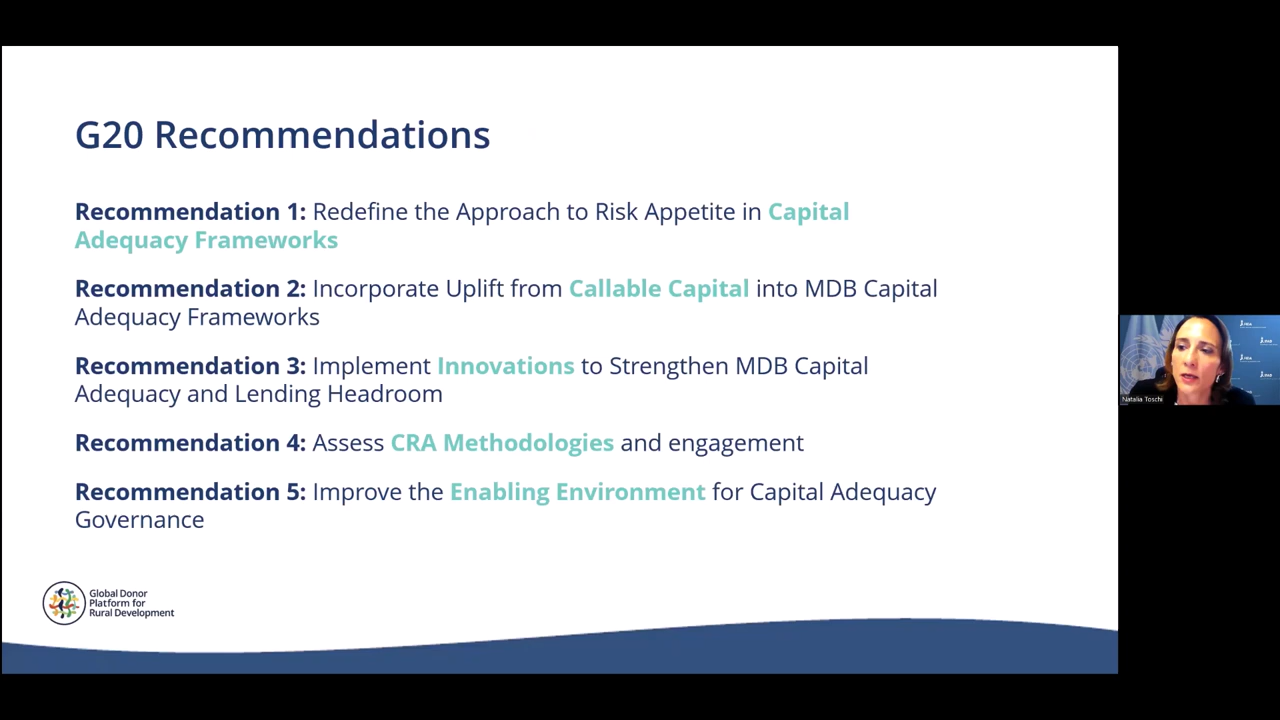 G20 Recommendations
Recommendation 1: Redefine the Approach to Risk Appetite in Capital
Adequacy Frameworks
Recommendation 2: Incorporate Uplift from Callable Capital into MDB Capital
Adequacy Frameworks
Recommendation 3: Implement Innovations to Strengthen MDB Capital
Adequacy and Lending Headroom
Recommendation 4: Assess CRA Methodologies and engagement
Recommendation 5: Improve the Enabling Environment for Capital Adequacy
Governance
Global Donor
Platform for
Rural Development
Natalia Toschi